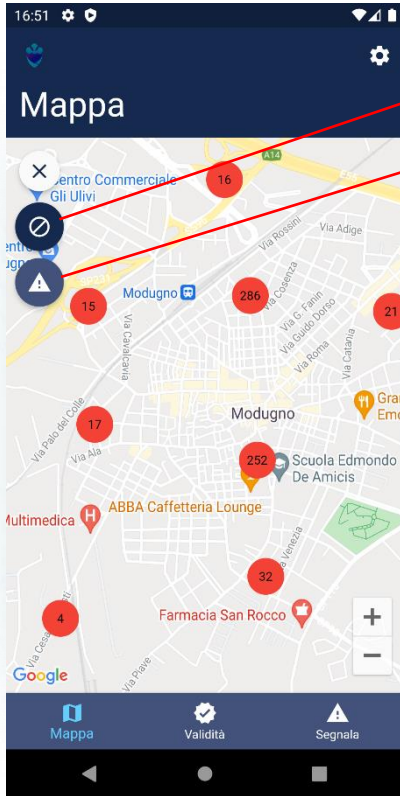 16:51
Mappa
A14
entro Commerciale
Gli Ulivi
16
Via Rossini
Via Adige
SP231
Modugno
15
286
Via Cosenza
Via G. Fanin
Via Guido Dorso
Via Roma
21
Via Catania
Via Cavalcavia
Via Palo del Colle
17
Via Ala
Modugno
Gra
Emo
252
Scuola Edmondo
De Amicis
ABBA Caffetteria Lounge
Multimedica
H
Venezia
32
4
Farmacia San Rocco
Via Piave
+
−
Google
Mappa
Validità
Segnala